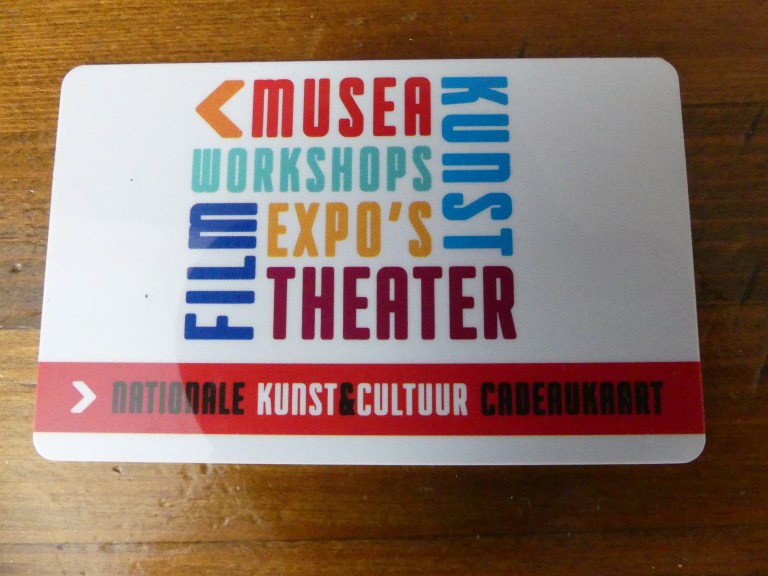 MUSEA
KUNST
WORKSHOPS
FILM
EXPO'S
THEATER
NATIONALE KUNST&CULTUUR CADEAUKAART